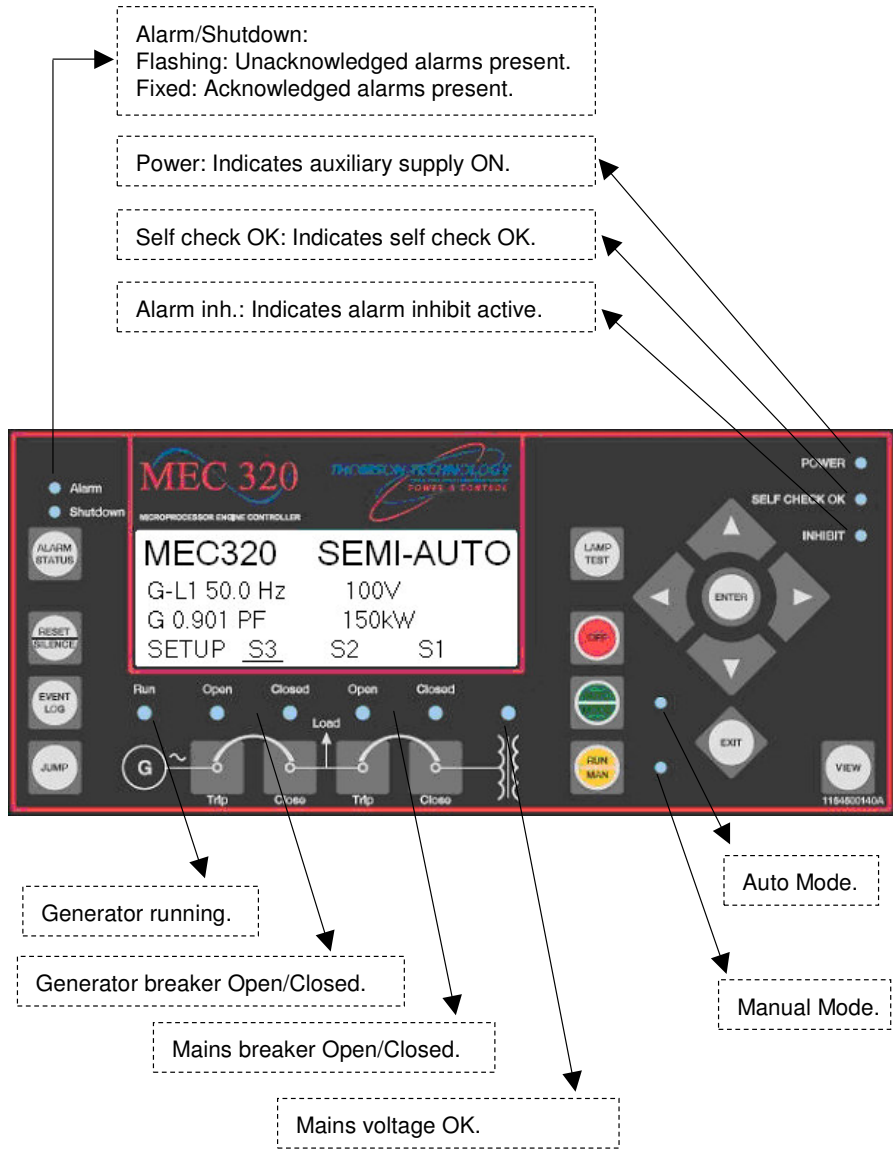 Alarm/Shutdown:
Flashing: Unacknowledged alarms present.
Fixed: Acknowledged alarms present.
Power: Indicates auxiliary supply ON.
Self check OK: Indicates self check OK.
Alarm inh.: Indicates alarm inhibit active.
Alarm
Shutdown
MEC 320
MICROPROCESSOR ENGINE CONTROLLER
THOMSON TECHNOLOGY
POWER & CONTROL
POWER
SELF CHECK OK
INHIBIT
ALARM
STATUS
RESET
SILENCE
EVENT
LOG
JUMP
MEC320 SEMI-AUTO
G-L1 50.0 Hz 100V
G 0.901 PF 150kW
SETUP S3 S2 S1
LAMP
TEST
OFF
RUN
MAN
ENTER
EXIT
VIEW
1154500140A
Run Open Closed Open Closed
Load
G
Trip Close Trip Close
Generator running.
Generator breaker Open/Closed.
Mains breaker Open/Closed.
Mains voltage OK.
Auto Mode.
Manual Mode.